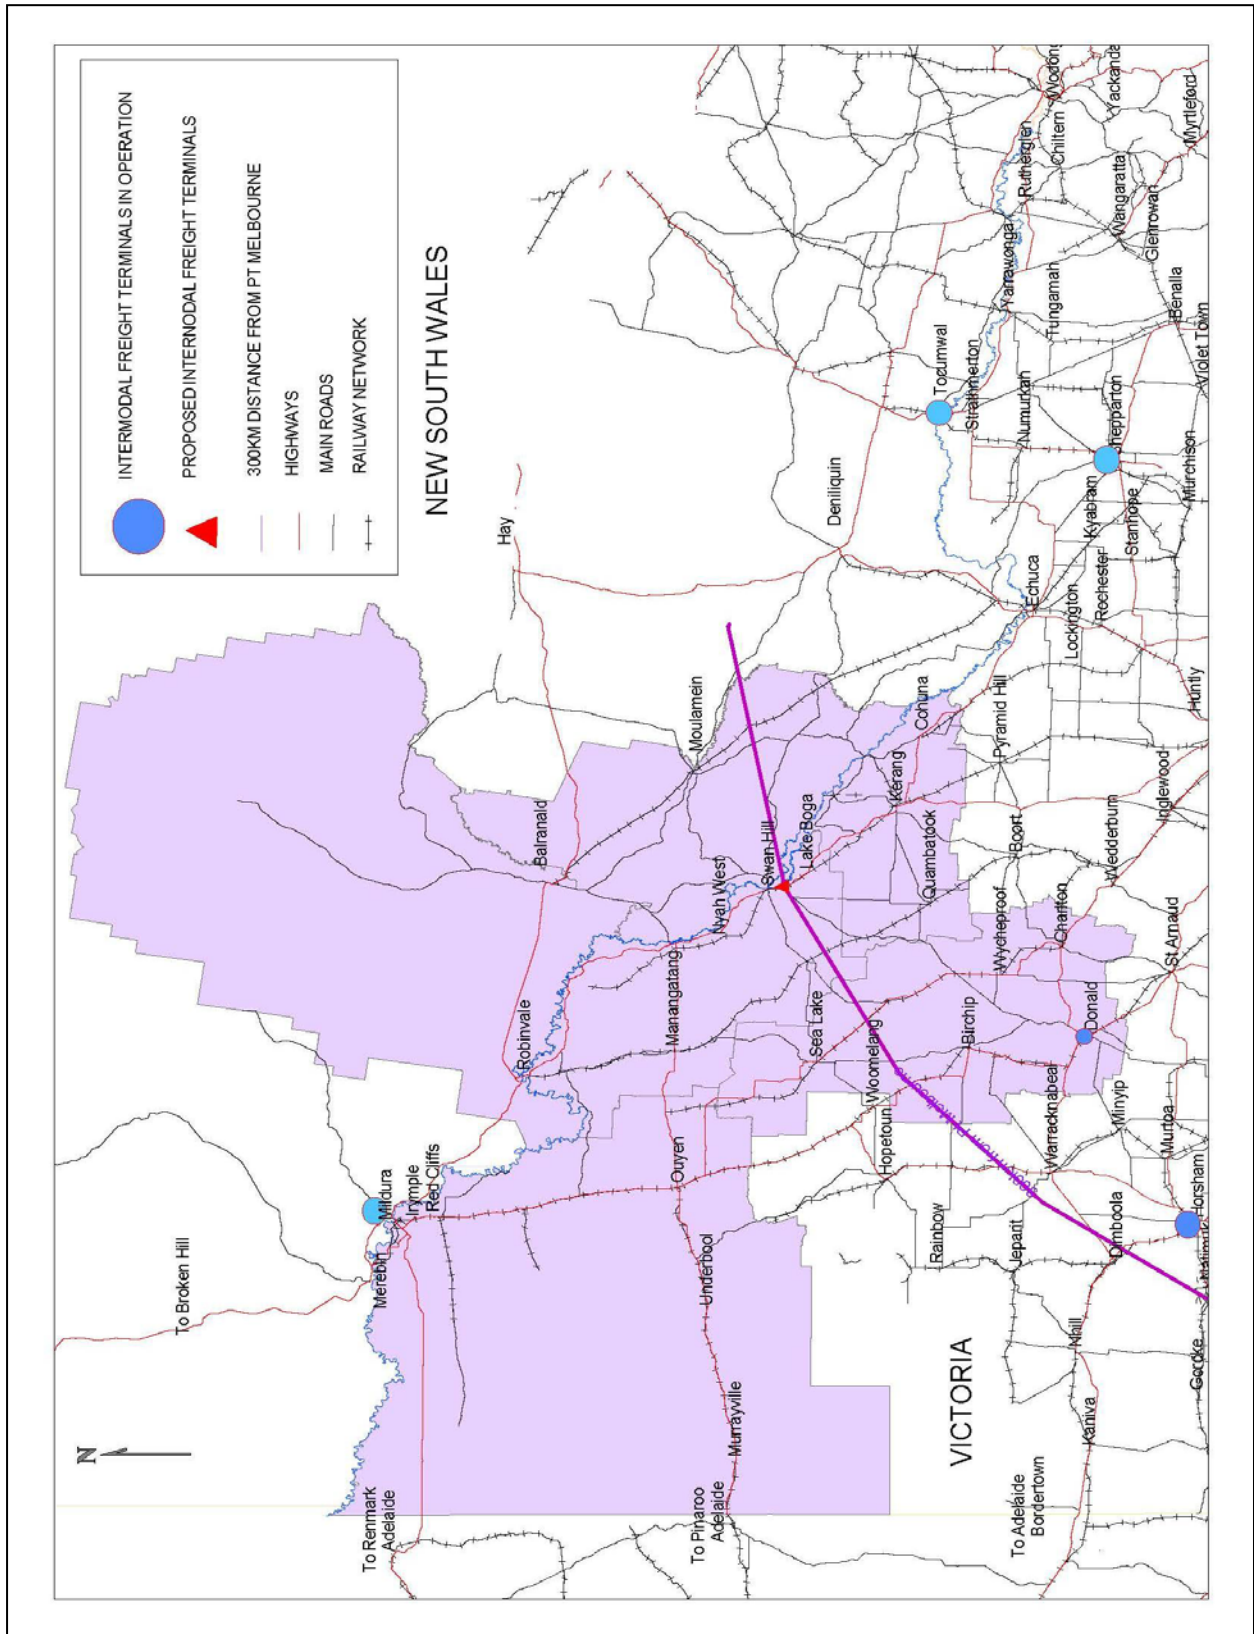 INTERMODAL FREIGHT TERMINALS IN OPERATION
PROPOSED INTERNODAL FREIGHT TERMINALS
300KM DISTANCE FROM PT MELBOURNE
HIGHWAYS
MAIN ROADS
RAILWAY NETWORK
N
NEW SOUTH WALES
VICTORIA
To Broken Hill
Mildura
Merebin
Irymple
Red Cliffs
To Renmark
Adelaide
Robinvale
Balranald
Hay
Ouyen
Manangatang
Nyah West
Moulamein
Underbool
Murrayville
To Pinaroo
Adelaide
Swan Hill
Lake Boga
Sea Lake
Woomelang
Hopetoun
Birchip
Quambatook
Kerang
Cohuna
Deniliquin
Tocumwal
Strathmerton
Rainbow
Jeparit
Wycheproof
Boort
Pyramid Hill
Echuca
Numurkah
Yarrawonga
Tungamah
Rutherglen
Chiltern
Wodong
Yackanda
To Adelaide
Bordertown
Nhill
Kaniva
Dimboola
Warracknabeal
Minyip
Donald
Charlton
Wedderburn
Lockington
Rochester
Kyabram
Stanhope
hepparton
Wangaratta
Glenrowan
Benalla
Myrtleford
Gordke
Horsham
Murtoa
St Arnaud
Inglewood
Huntly
Murchison
Violet Town